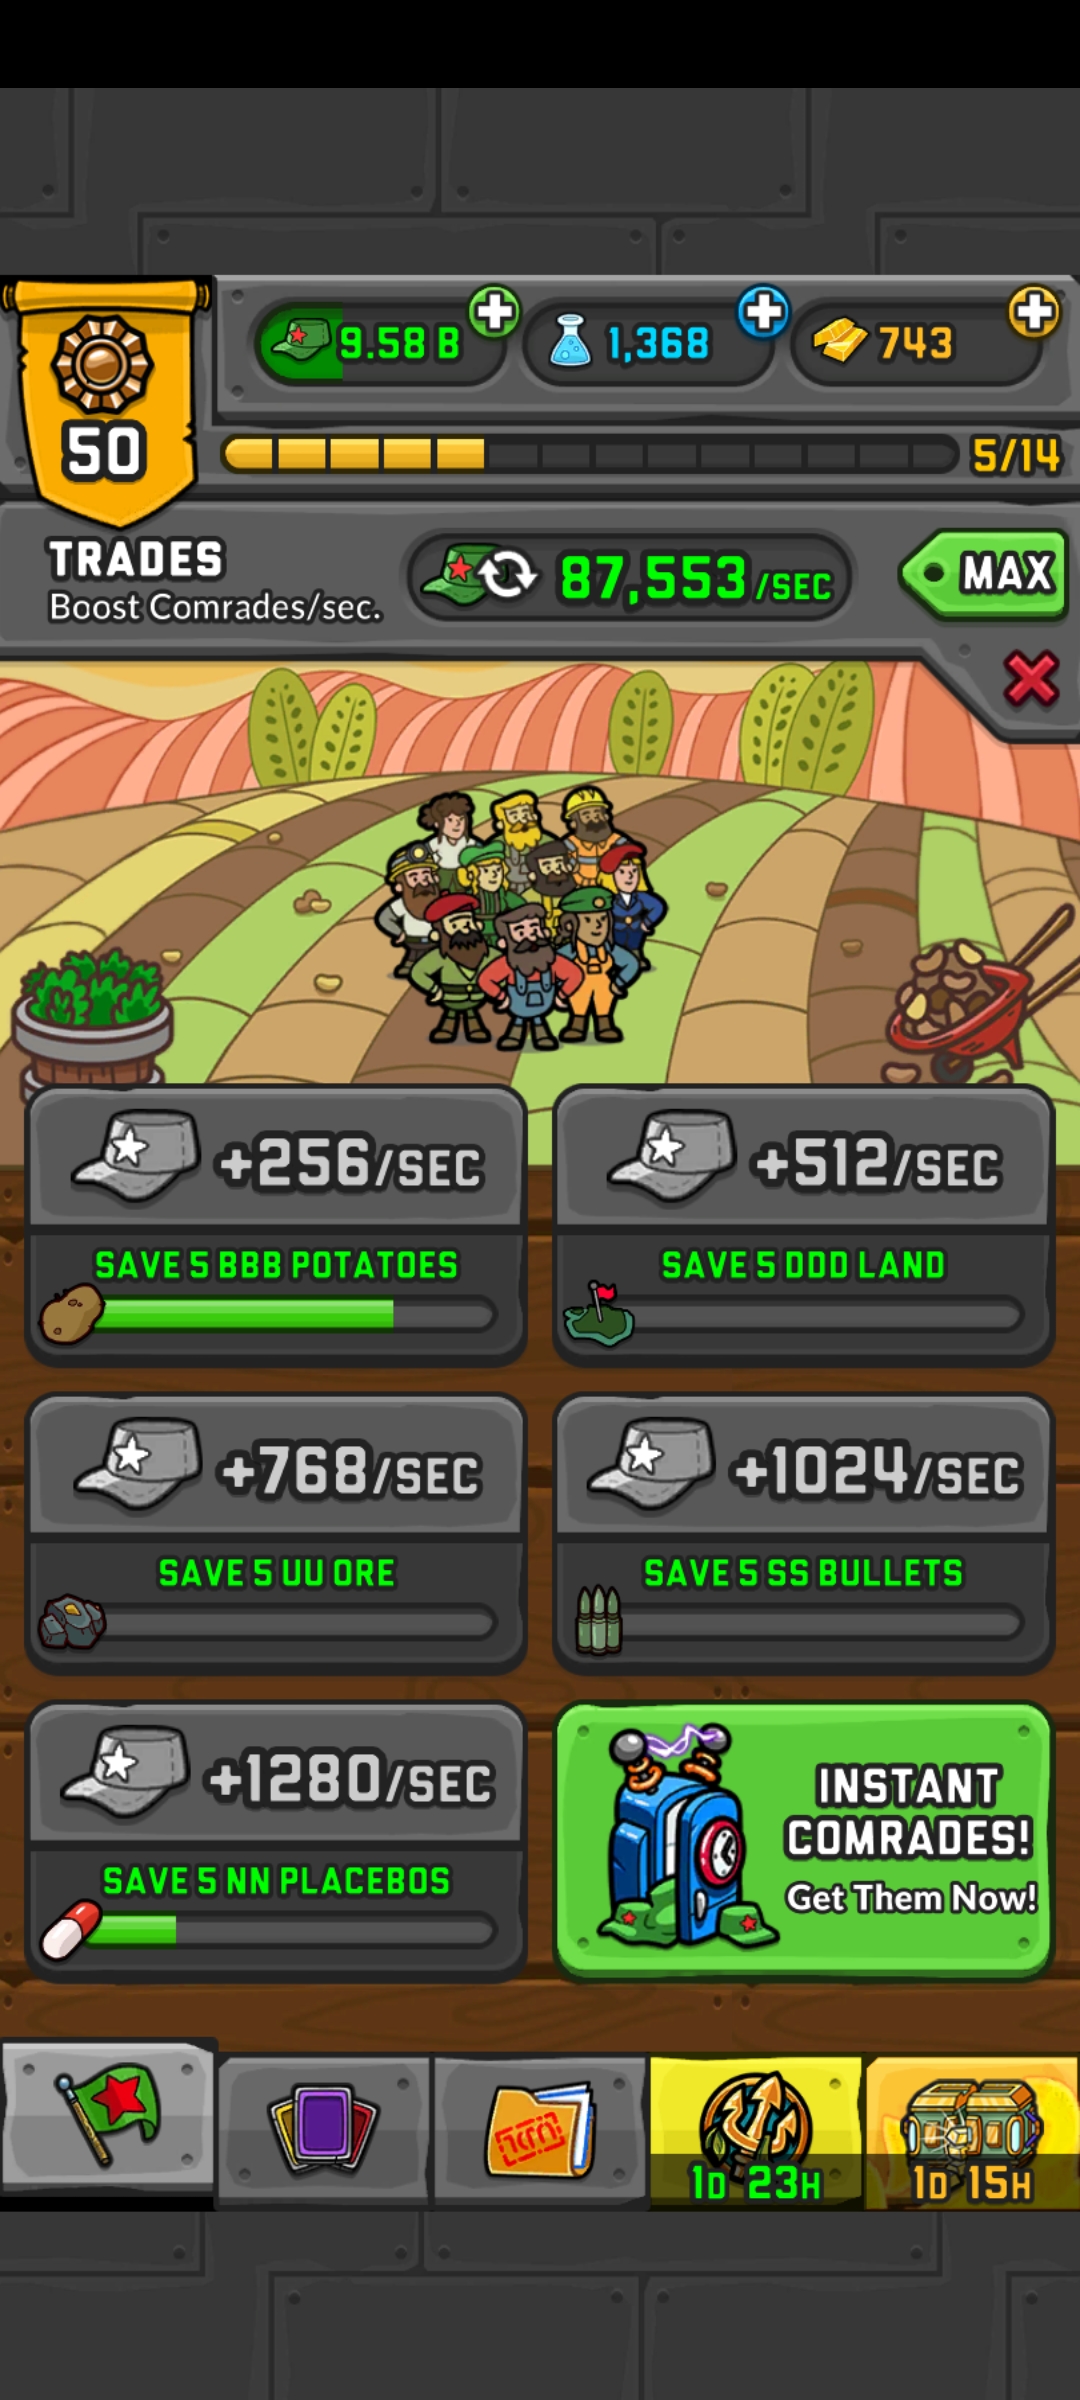 9.58 B
1,368
743
50
5/14
TRADES
Boost Comrades/sec.
87,553/SEC
MAX
+256/SEC
+512/SEC
SAVE 5 BBB POTATOES
SAVE 5 DDD LAND
+768/SEC
+1024/SEC
SAVE 5 UU ORE
SAVE 5 SS BULLETS
+1280/SEC
SAVE 5 NN PLACEBOS
INSTANT
COMRADES!
Get Them Now!
1D 23H
1D 15H